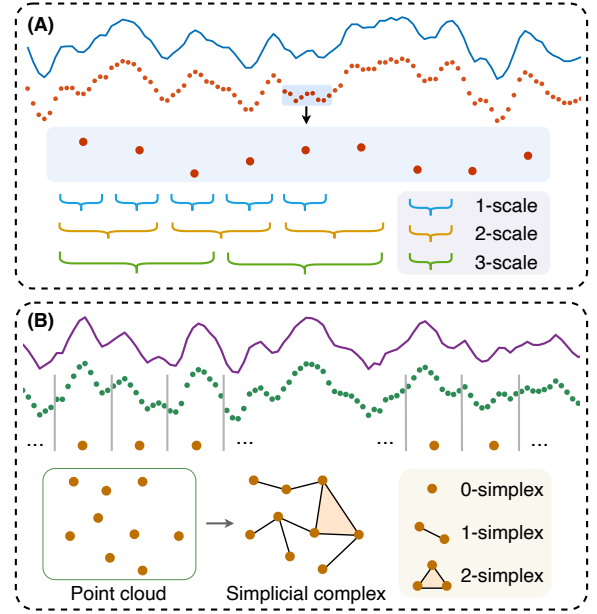 (A)
1-scale
2-scale
3-scale
(B)
... ... ... ...
0-simplex
1-simplex
2-simplex
Point cloud Simplicial complex